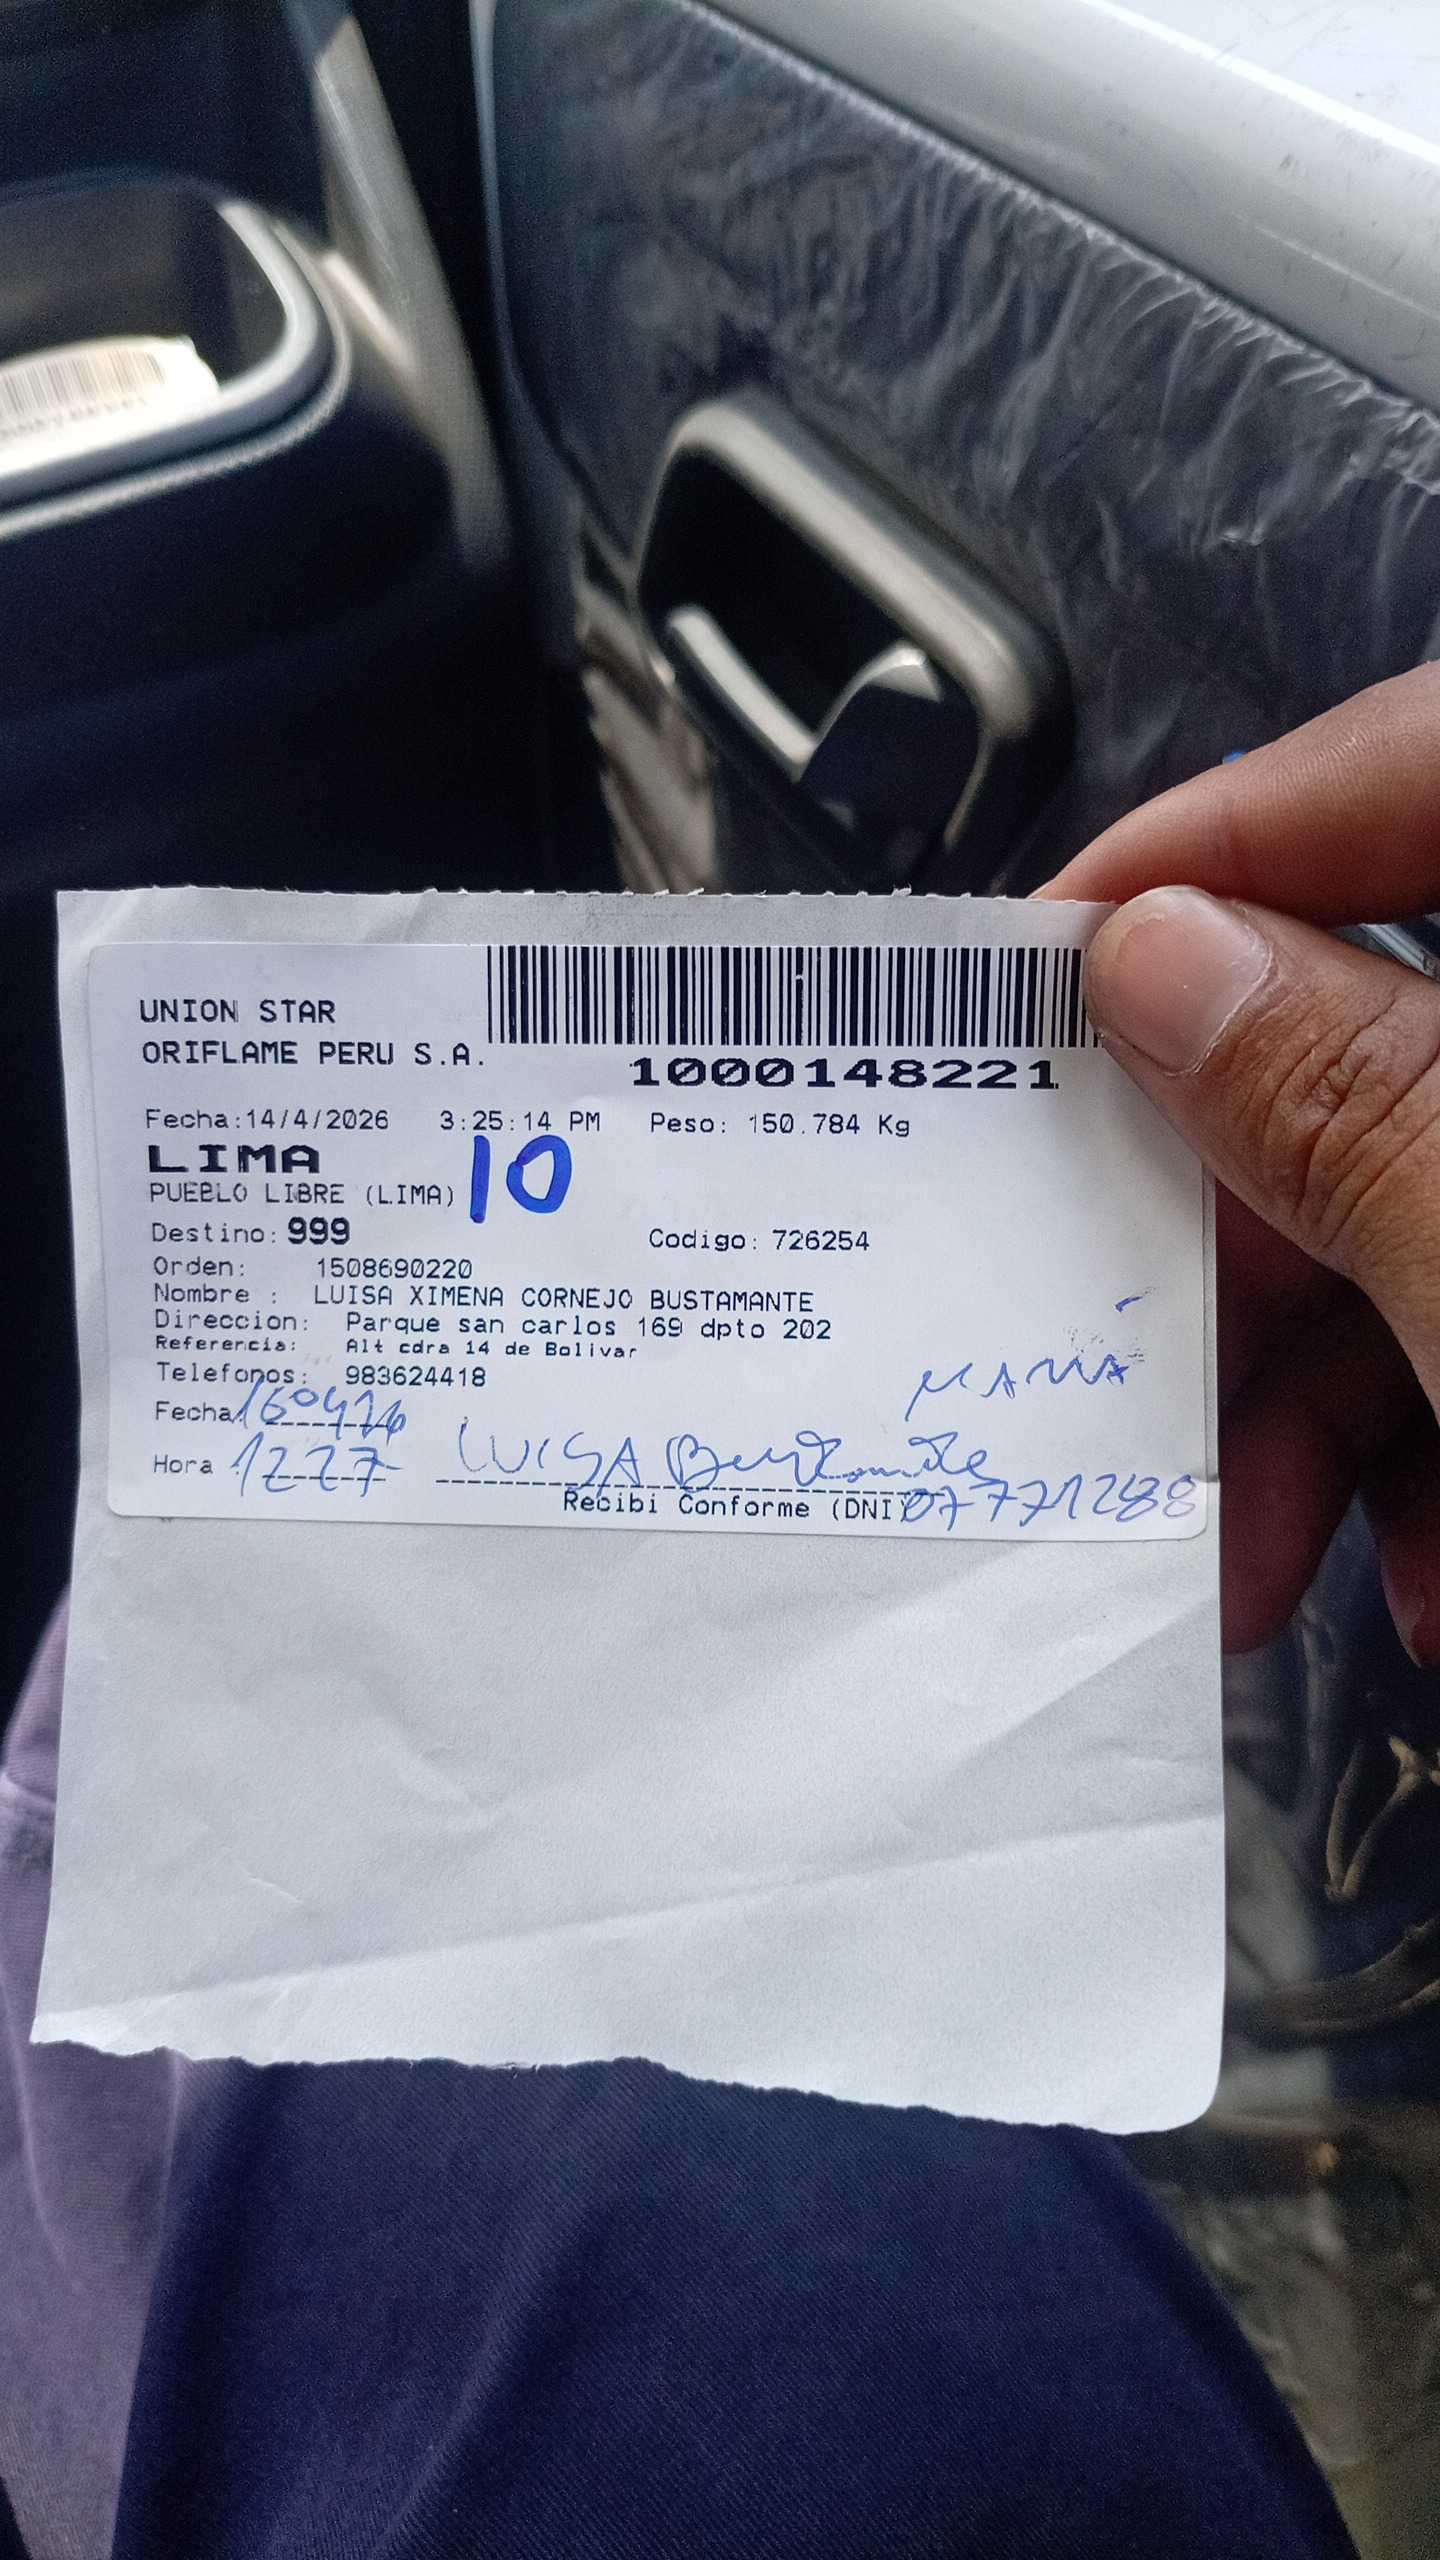 UNION STAR
ORIFLAME PERU S.A.
1000148221
Fecha:14/4/2026 3:25:14 PM Peso: 150.784 Kg
LIMA
10
PUEBLO LIBRE (LIMA)
Destino: 999 Codigo: 726254
Orden: 1508690220
Nombre : LUISA XIMENA CORNEJO BUSTAMANTE
Direccion: Parque san carlos 169 dpto 202
Referencia: Alt cdra 14 de Bolivar
Telefonos: 983624418
MAMÁ
Fecha: 160426
Hora : 1227 LUISA Bustamante
Recibi Conforme (DNI) 07771288